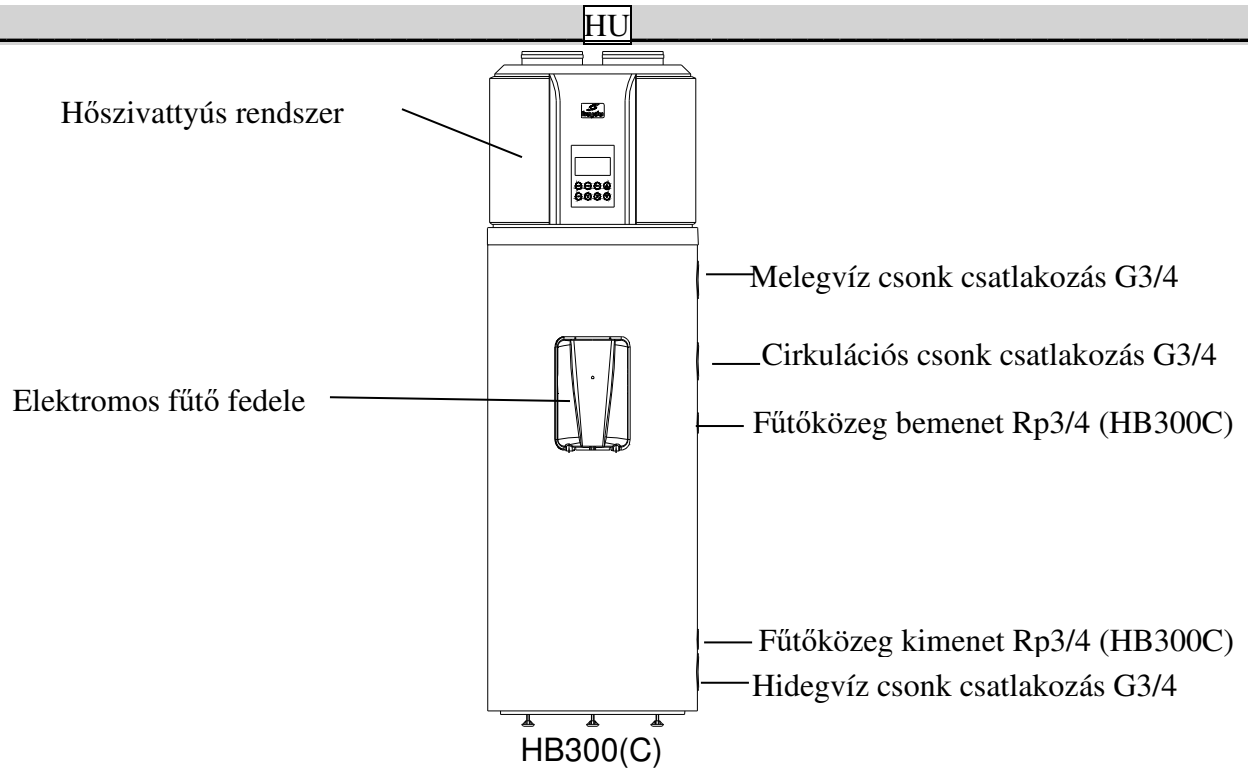 HU
Hőszivattyús rendszer
Melegvíz csonk csatlakozás G3/4
Cirkulációs csonk csatlakozás G3/4
Elektromos fűtő fedele
Fűtőközeg bemenet Rp3/4 (HB300C)
Fűtőközeg kimenet Rp3/4 (HB300C)
Hidegvíz csonk csatlakozás G3/4
HB300(C)